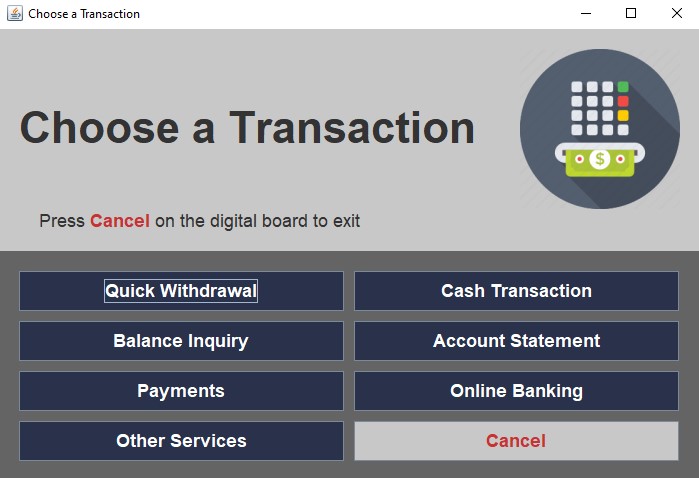 Choose a Transaction
Choose a Transaction
$
Press Cancel on the digital board to exit
Quick Withdrawal
Cash Transaction
Balance Inquiry
Account Statement
Payments
Online Banking
Other Services
Cancel